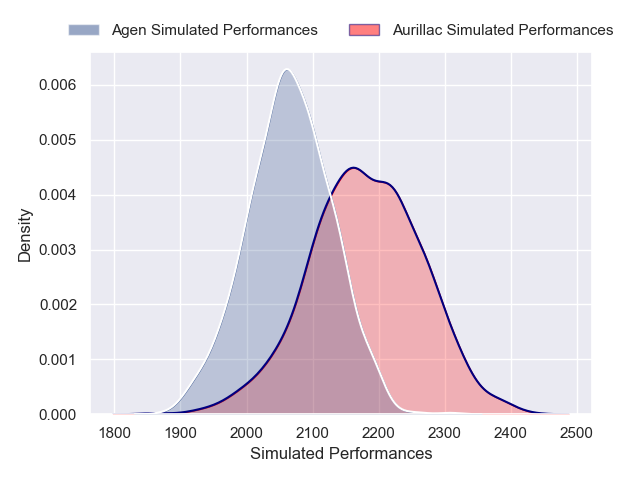 Agen Simulated Performances Aurillac Simulated Performances
0.006
0.005
0.004
0.003
0.002
0.001
0.000
Density
1800 1900 2000 2100 2200 2300 2400 2500
Simulated Performances